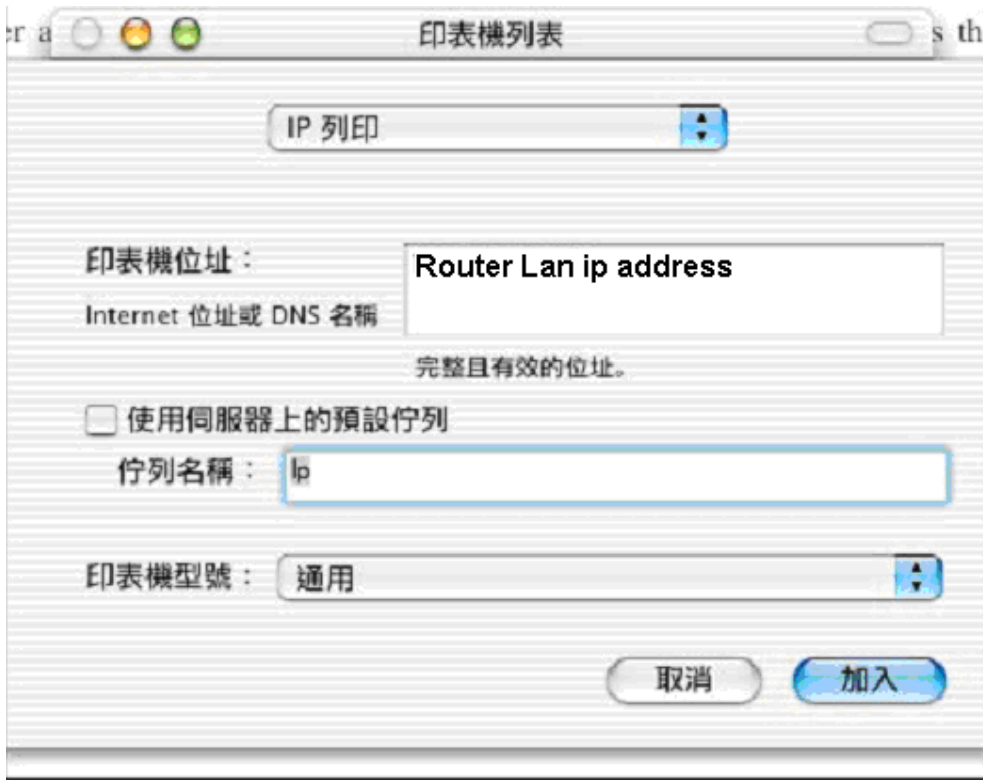 er a
印表機列表
s th
IP 列印
印表機位址：
Router Lan ip address
Internet 位址或 DNS 名稱
完整且有效的位址。
使用伺服器上的預設佇列
佇列名稱：
lp
印表機型號：
通用
取消
加入